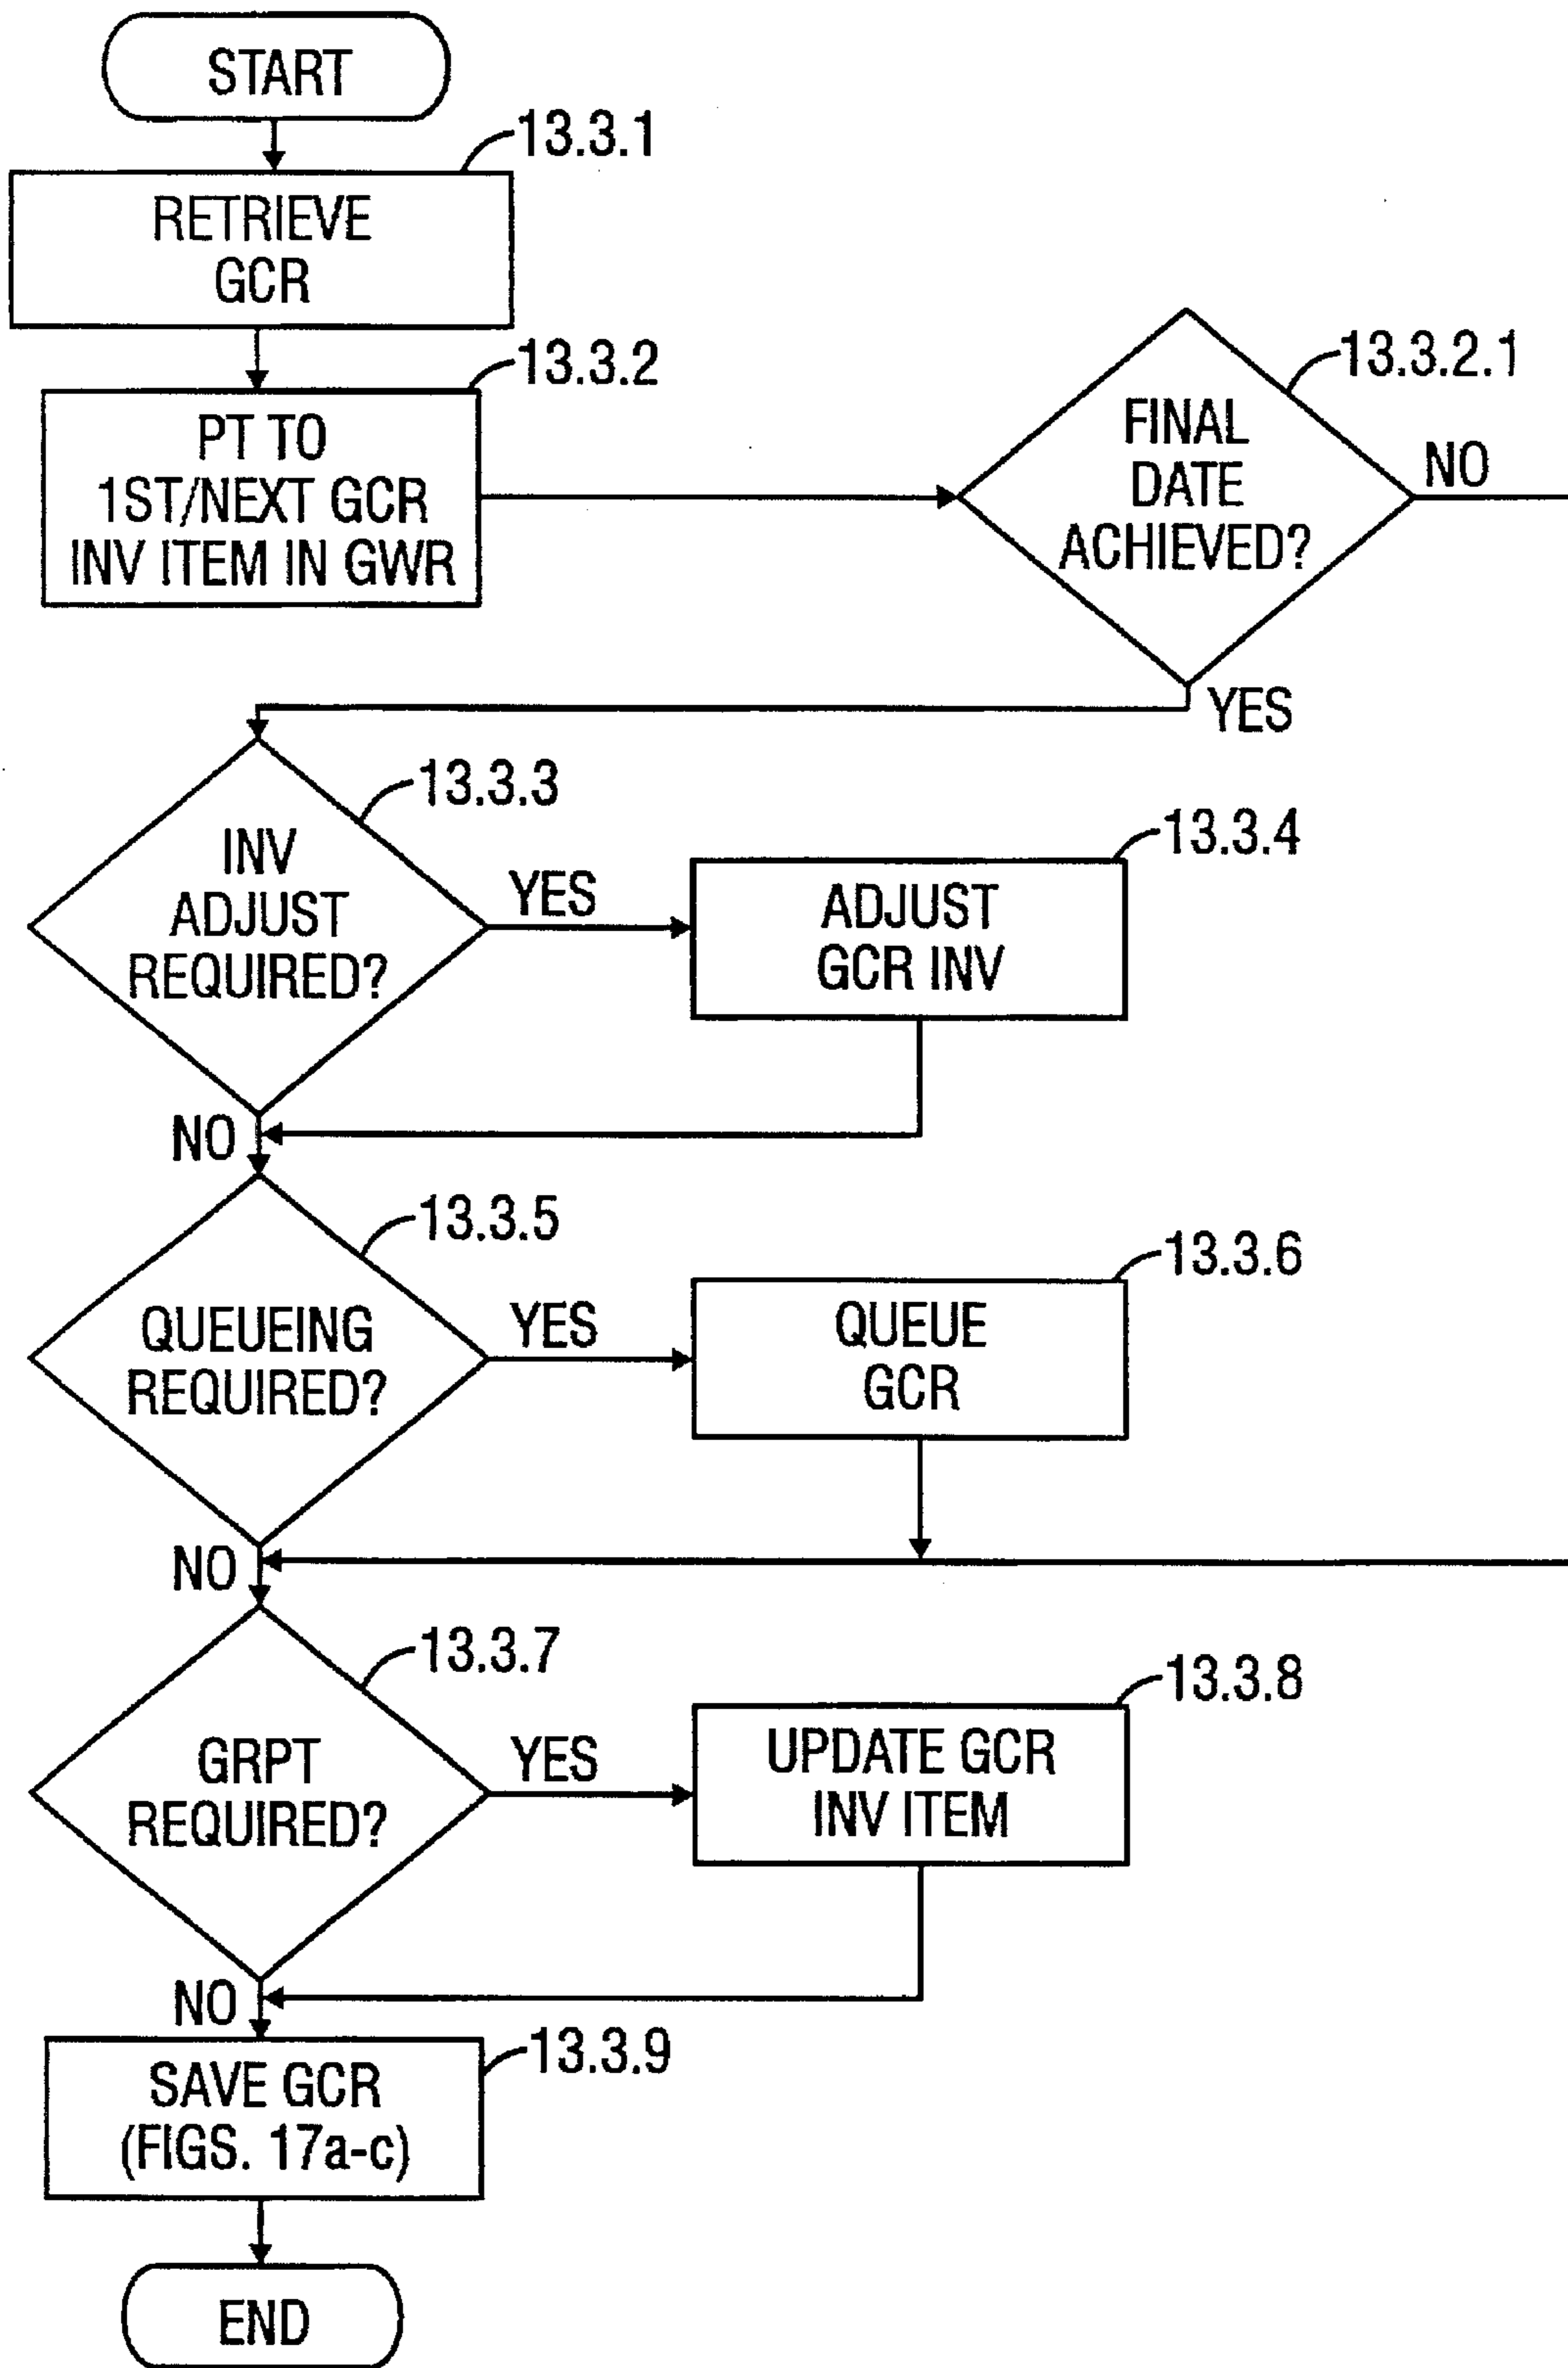 START
13.3.1
RETRIEVE
GCR
13.3.2
PT TO
1ST/NEXT GCR
INV ITEM IN GWR
13.3.2.1
FINAL
DATE
ACHIEVED?
NO
YES
13.3.3
INV
ADJUST
REQUIRED?
YES
13.3.4
ADJUST
GCR INV
NO
13.3.5
QUEUEING
REQUIRED?
YES
13.3.6
QUEUE
GCR
NO
13.3.7
GRPT
REQUIRED?
YES
13.3.8
UPDATE GCR
INV ITEM
NO
13.3.9
SAVE GCR
(FIGS. 17a-c)
END